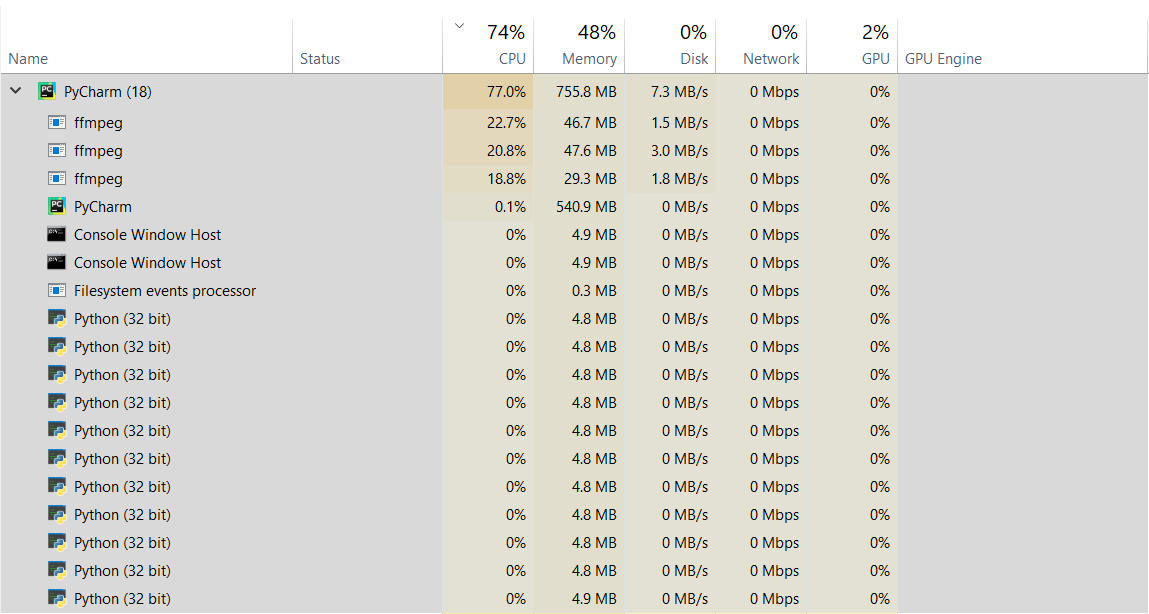 74% 48% 0% 0% 2%
Name Status CPU Memory Disk Network GPU GPU Engine
PyCharm (18) 77.0% 755.8 MB 7.3 MB/s 0 Mbps 0%
ffmpeg 22.7% 46.7 MB 1.5 MB/s 0 Mbps 0%
ffmpeg 20.8% 47.6 MB 3.0 MB/s 0 Mbps 0%
ffmpeg 18.8% 29.3 MB 1.8 MB/s 0 Mbps 0%
PyCharm 0.1% 540.9 MB 0 MB/s 0 Mbps 0%
Console Window Host 0% 4.9 MB 0 MB/s 0 Mbps 0%
Console Window Host 0% 4.9 MB 0 MB/s 0 Mbps 0%
Filesystem events processor 0% 0.3 MB 0 MB/s 0 Mbps 0%
Python (32 bit) 0% 4.8 MB 0 MB/s 0 Mbps 0%
Python (32 bit) 0% 4.8 MB 0 MB/s 0 Mbps 0%
Python (32 bit) 0% 4.8 MB 0 MB/s 0 Mbps 0%
Python (32 bit) 0% 4.8 MB 0 MB/s 0 Mbps 0%
Python (32 bit) 0% 4.8 MB 0 MB/s 0 Mbps 0%
Python (32 bit) 0% 4.8 MB 0 MB/s 0 Mbps 0%
Python (32 bit) 0% 4.8 MB 0 MB/s 0 Mbps 0%
Python (32 bit) 0% 4.8 MB 0 MB/s 0 Mbps 0%
Python (32 bit) 0% 4.8 MB 0 MB/s 0 Mbps 0%
Python (32 bit) 0% 4.8 MB 0 MB/s 0 Mbps 0%
Python (32 bit) 0% 4.9 MB 0 MB/s 0 Mbps 0%